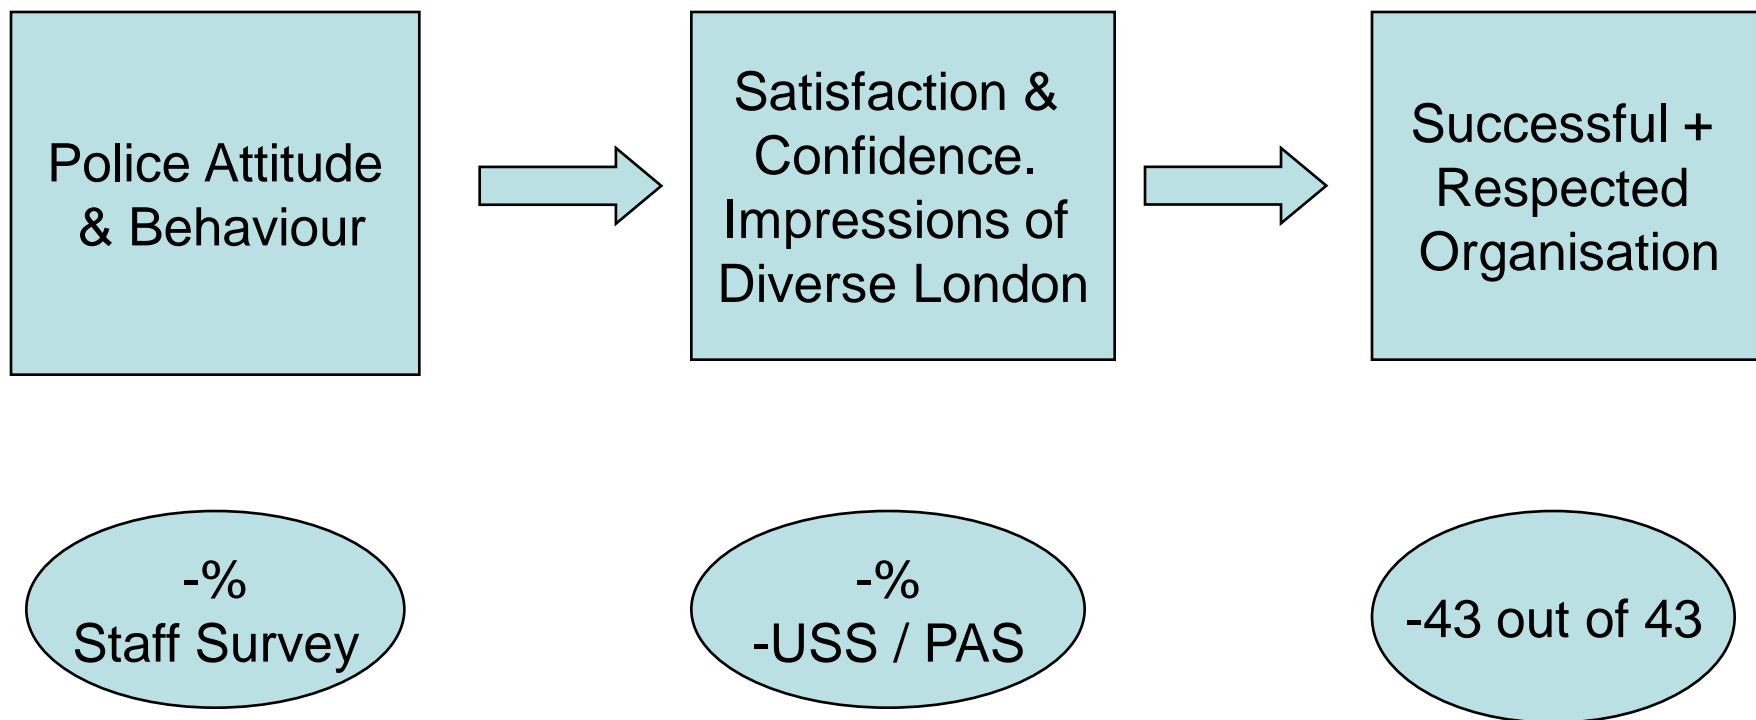 Police Attitude
& Behaviour
Satisfaction &
Confidence.
Impressions of
Diverse London
Successful +
Respected
Organisation
-%
Staff Survey
-%
-USS / PAS
-43 out of 43